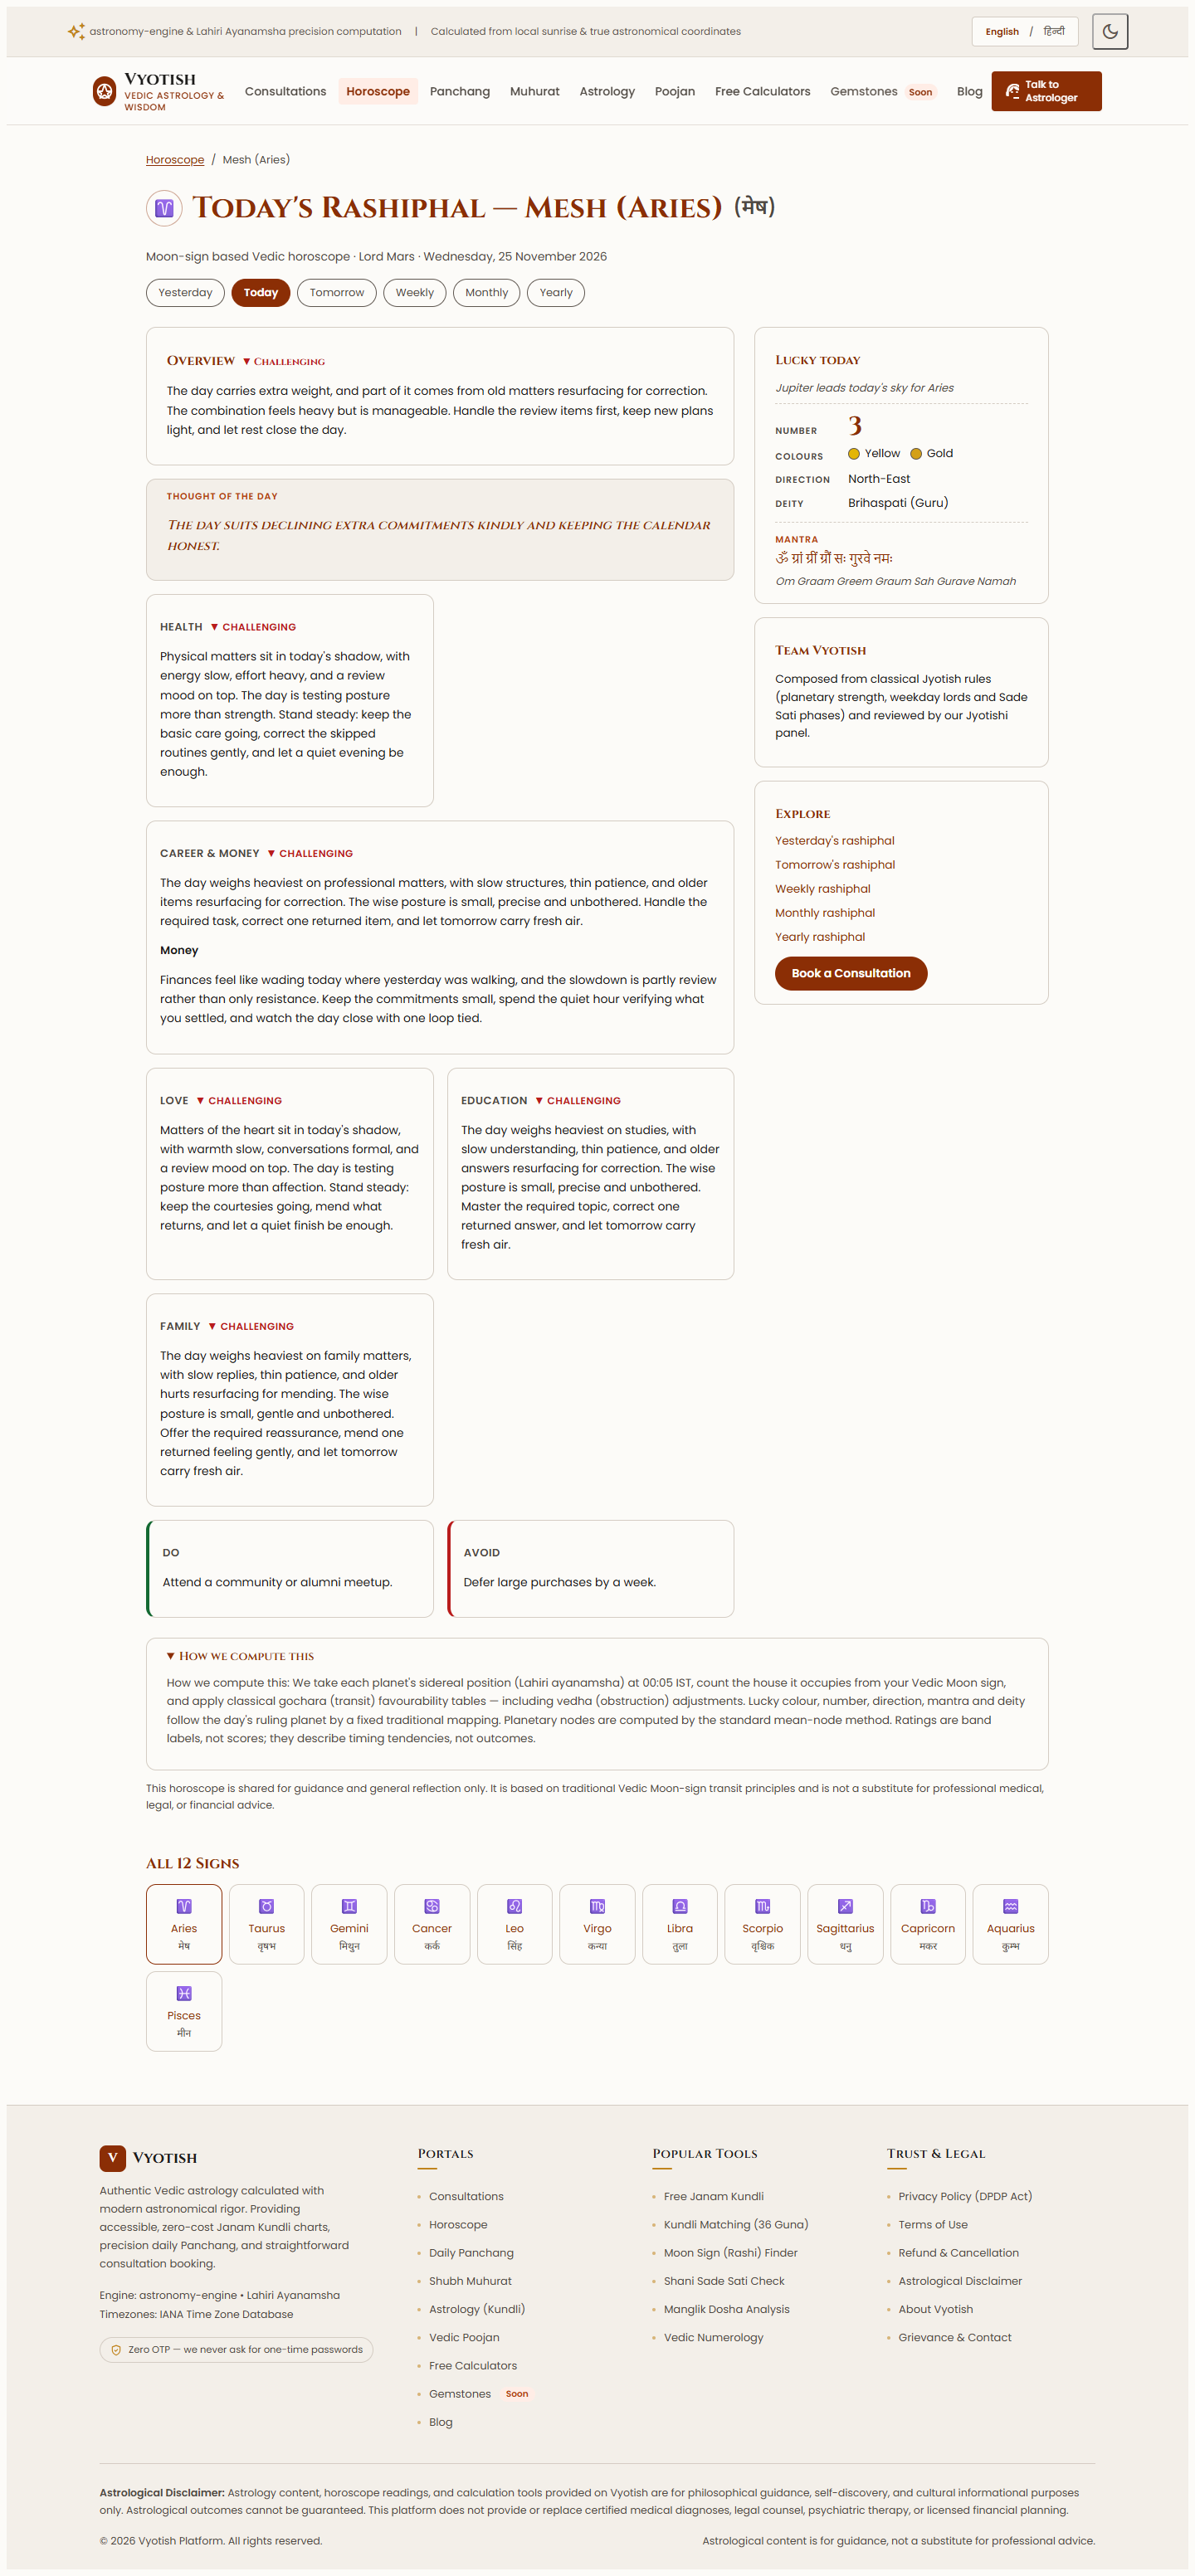 astronomy-engine & Lahiri Ayanamsha precision computation | Calculated from local sunrise & true astronomical coordinates
English / हिन्दी
VYOTISH
VEDIC ASTROLOGY &
WISDOM
Consultations Horoscope Panchang Muhurat Astrology Poojan Free Calculators Gemstones Soon Blog
Talk to
Astrologer
Horoscope / Mesh (Aries)
♈ TODAY'S RASHIPHAL — MESH (ARIES) (मेष)
Moon-sign based Vedic horoscope · Lord Mars · Wednesday, 25 November 2026
Yesterday Today Tomorrow Weekly Monthly Yearly
OVERVIEW ▼ CHALLENGING
The day carries extra weight, and part of it comes from old matters resurfacing for correction.
The combination feels heavy but is manageable. Handle the review items first, keep new plans
light, and let rest close the day.
THOUGHT OF THE DAY
THE DAY SUITS DECLINING EXTRA COMMITMENTS KINDLY AND KEEPING THE CALENDAR
HONEST.
HEALTH ▼ CHALLENGING
Physical matters sit in today's shadow, with
energy slow, effort heavy, and a review
mood on top. The day is testing posture
more than strength. Stand steady: keep the
basic care going, correct the skipped
routines gently, and let a quiet evening be
enough.
CAREER & MONEY ▼ CHALLENGING
The day weighs heaviest on professional matters, with slow structures, thin patience, and older
items resurfacing for correction. The wise posture is small, precise and unbothered. Handle the
required task, correct one returned item, and let tomorrow carry fresh air.
Money
Finances feel like wading today where yesterday was walking, and the slowdown is partly review
rather than only resistance. Keep the commitments small, spend the quiet hour verifying what
you settled, and watch the day close with one loop tied.
LOVE ▼ CHALLENGING
Matters of the heart sit in today's shadow,
with warmth slow, conversations formal, and
a review mood on top. The day is testing
posture more than affection. Stand steady:
keep the courtesies going, mend what
returns, and let a quiet finish be enough.
EDUCATION ▼ CHALLENGING
The day weighs heaviest on studies, with
slow understanding, thin patience, and older
answers resurfacing for correction. The wise
posture is small, precise and unbothered.
Master the required topic, correct one
returned answer, and let tomorrow carry
fresh air.
FAMILY ▼ CHALLENGING
The day weighs heaviest on family matters,
with slow replies, thin patience, and older
hurts resurfacing for mending. The wise
posture is small, gentle and unbothered.
Offer the required reassurance, mend one
returned feeling gently, and let tomorrow
carry fresh air.
DO
Attend a community or alumni meetup.
AVOID
Defer large purchases by a week.
LUCKY TODAY
Jupiter leads today's sky for Aries
NUMBER 3
COLOURS Yellow Gold
DIRECTION North-East
DEITY Brihaspati (Guru)
MANTRA
ॐ ग्रां ग्रीं ग्रौं सः गुरवे नमः
Om Graam Greem Graum Sah Gurave Namah
TEAM VYOTISH
Composed from classical Jyotish rules
(planetary strength, weekday lords and Sade
Sati phases) and reviewed by our Jyotishi
panel.
EXPLORE
Yesterday's rashiphal
Tomorrow's rashiphal
Weekly rashiphal
Monthly rashiphal
Yearly rashiphal
Book a Consultation
▼ HOW WE COMPUTE THIS
How we compute this: We take each planet's sidereal position (Lahiri ayanamsha) at 00:05 IST, count the house it occupies from your Vedic Moon sign,
and apply classical gochara (transit) favourability tables — including vedha (obstruction) adjustments. Lucky colour, number, direction, mantra and deity
follow the day's ruling planet by a fixed traditional mapping. Planetary nodes are computed by the standard mean-node method. Ratings are band
labels, not scores; they describe timing tendencies, not outcomes.
This horoscope is shared for guidance and general reflection only. It is based on traditional Vedic Moon-sign transit principles and is not a substitute for professional medical,
legal, or financial advice.
ALL 12 SIGNS
♈ ♉ ♊ ♋ ♌ ♍ ♎ ♏ ♐ ♑ ♒
Aries Taurus Gemini Cancer Leo Virgo Libra Scorpio Sagittarius Capricorn Aquarius
मेष वृषभ मिथुन कर्क सिंह कन्या तुला वृश्चिक धनु मकर कुम्भ
♓
Pisces
मीन
V VYOTISH
Authentic Vedic astrology calculated with
modern astronomical rigor. Providing
accessible, zero-cost Janam Kundli charts,
precision daily Panchang, and straightforward
consultation booking.
Engine: astronomy-engine • Lahiri Ayanamsha
Timezones: IANA Time Zone Database
Zero OTP — we never ask for one-time passwords
PORTALS
Consultations
Horoscope
Daily Panchang
Shubh Muhurat
Astrology (Kundli)
Vedic Poojan
Free Calculators
Gemstones Soon
Blog
POPULAR TOOLS
Free Janam Kundli
Kundli Matching (36 Guna)
Moon Sign (Rashi) Finder
Shani Sade Sati Check
Manglik Dosha Analysis
Vedic Numerology
TRUST & LEGAL
Privacy Policy (DPDP Act)
Terms of Use
Refund & Cancellation
Astrological Disclaimer
About Vyotish
Grievance & Contact
Astrological Disclaimer: Astrology content, horoscope readings, and calculation tools provided on Vyotish are for philosophical guidance, self-discovery, and cultural informational purposes
only. Astrological outcomes cannot be guaranteed. This platform does not provide or replace certified medical diagnoses, legal counsel, psychiatric therapy, or licensed financial planning.
© 2026 Vyotish Platform. All rights reserved.
Astrological content is for guidance, not a substitute for professional advice.